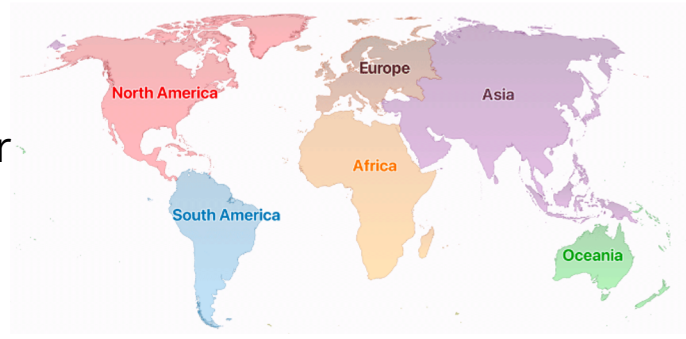 Europe
North America
Asia
r
Africa
South America
Oceania